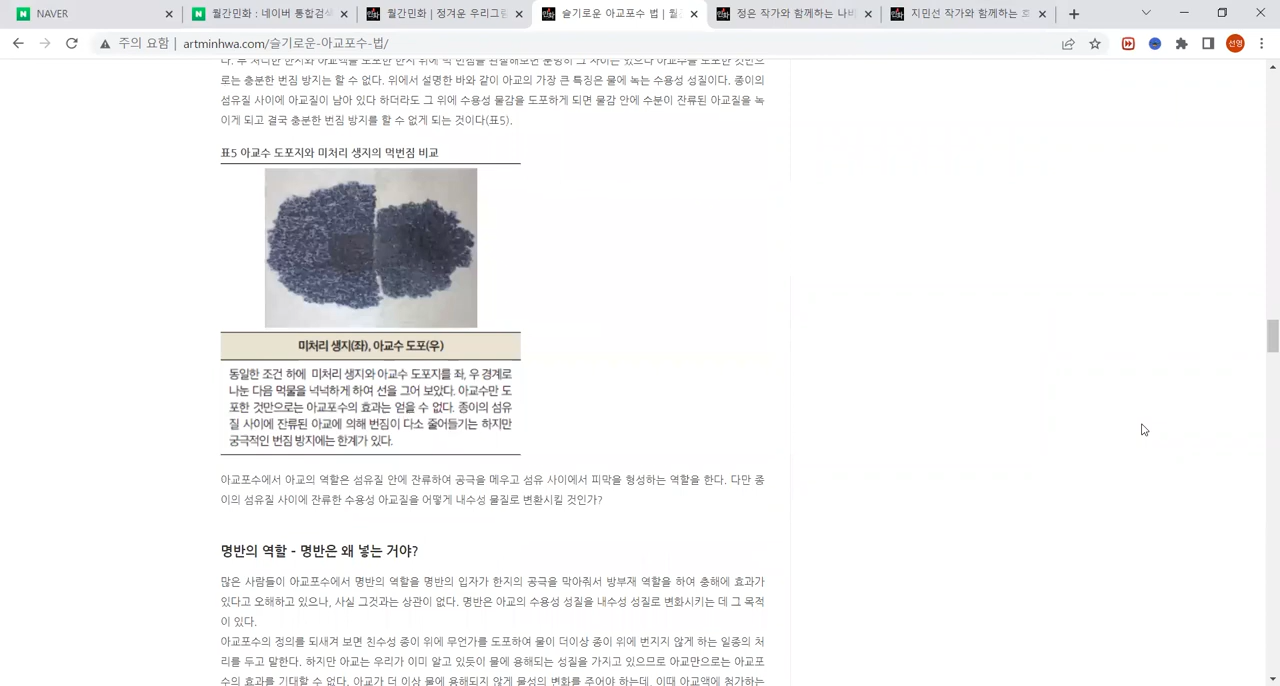 NAVER
월간민화 : 네이버 통합검색
월간민화 | 정겨운 우리그림
슬기로운 아교포수 법 | 월간
정은 작가와 함께하는 나비
지민선 작가와 함께하는
주의 요함 | artminhwa.com/슬기로운-아교포수-법/
선영
로는 충분한 번짐 방지는 할 수 없다. 위에서 설명한 바와 같이 아교의 가장 큰 특징은 물에 녹는 수용성 성질이다. 종이의
섬유질 사이에 아교질이 남아 있다 하더라도 그 위에 수용성 물감을 도포하게 되면 물감 안에 수분이 잔류된 아교질을 녹
이게 되고 결국 충분한 번짐 방지를 할 수 없게 되는 것이다(표5).
표5 아교수 도포지와 미처리 생지의 먹번짐 비교
미처리 생지(좌), 아교수 도포(우)
동일한 조건 하에 미처리 생지와 아교수 도포지를 좌, 우 경계로
나눈 다음 먹물을 넉넉하게 하여 선을 그어 보았다. 아교수만 도
포한 것만으로는 아교포수의 효과는 얻을 수 없다. 종이의 섬유
질 사이에 잔류된 아교에 의해 번짐이 다소 줄어들기는 하지만
궁극적인 번짐 방지에는 한계가 있다.
아교포수에서 아교의 역할은 섬유질 안에 잔류하여 공극을 메우고 섬유 사이에서 피막을 형성하는 역할을 한다. 다만 종
이의 섬유질 사이에 잔류한 수용성 아교질을 어떻게 내수성 물질로 변환시킬 것인가?
명반의 역할 - 명반은 왜 넣는 거야?
많은 사람들이 아교포수에서 명반의 역할을 명반의 입자가 한지의 공극을 막아줘서 방부재 역할을 하여 충해에 효과가
있다고 오해하고 있으나, 사실 그것과는 상관이 없다. 명반은 아교의 수용성 성질을 내수성 성질로 변화시키는 데 그 목적
이 있다.
아교포수의 정의를 되새겨 보면 친수성 종이 위에 무언가를 도포하여 물이 더이상 종이 위에 번지지 않게 하는 일종의 처
리를 두고 말한다. 하지만 아교는 우리가 이미 알고 있듯이 물에 용해되는 성질을 가지고 있으므로 아교만으로는 아교포
수의 효과를 기대할 수 없다. 아교가 더 이상 물에 용해되지 않게 물성의 변화를 주어야 하는데, 이때 아교액에 첨가하는